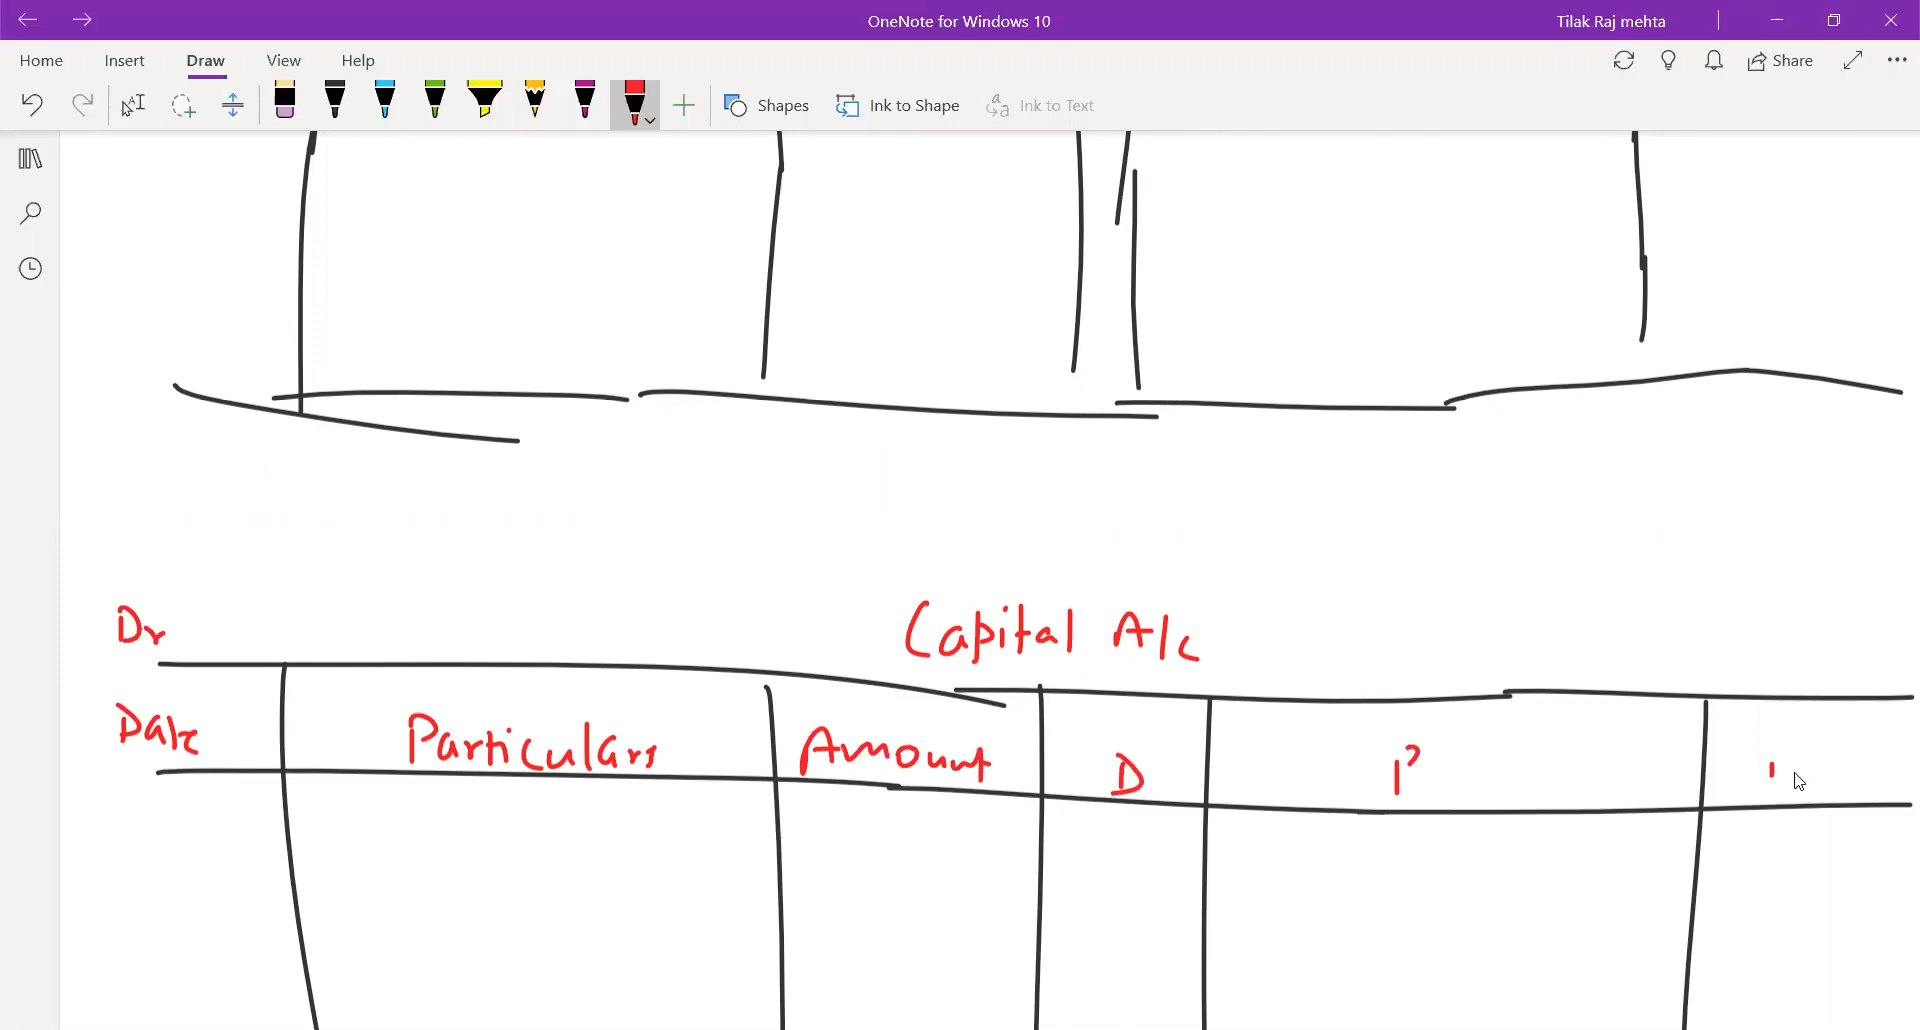 OneNote for Windows 10
Tilak Raj mehta
Home Insert Draw View Help
Share
Shapes Ink to Shape Ink to Text
Dr Capital A/c
Date Particulars Amount D P